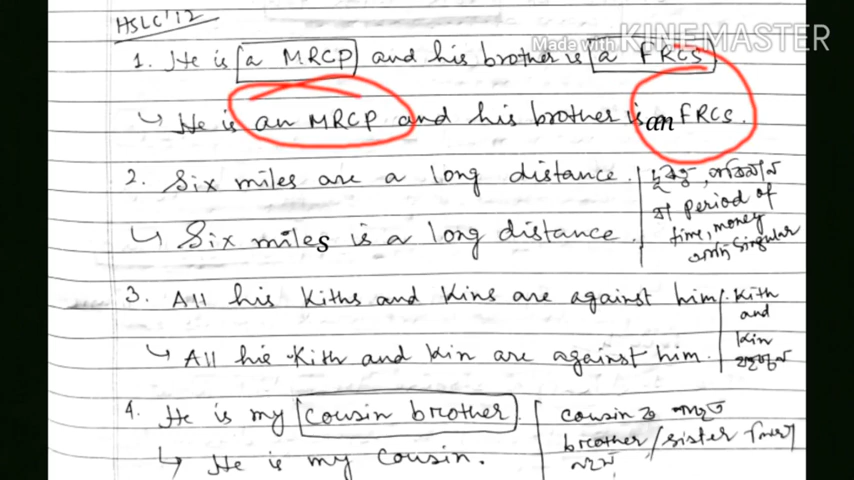 HSLC'12
Made with KINEMASTER
1. He is a MRCP and his brother is a FRCS
↳ He is an MRCP and his brother is an FRCS.
2. Six miles are a long distance.
↳ Six miles is a long distance.
period of
time, money
singular
3. All his Kiths and Kins are against him.
↳ All his Kith and Kin are against him.
Kith
and
Kin
4. He is my cousin brother
↳ He is my cousin.
cousin
brother/sister